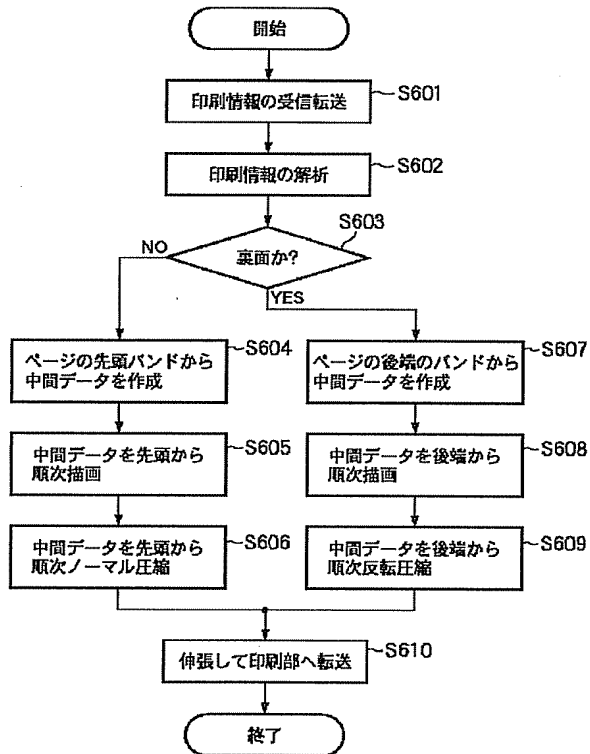 開始
印刷情報の受信転送
S601
印刷情報の解析
S602
S603
裏面か?
NO
YES
ページの先頭バンドから
中間データを作成
S604
中間データを先頭から
順次描画
S605
中間データを先頭から
順次ノーマル圧縮
S606
ページの後端のバンドから
中間データを作成
S607
中間データを後端から
順次描画
S608
中間データを後端から
順次反転圧縮
S609
伸張して印刷部へ転送
S610
終了